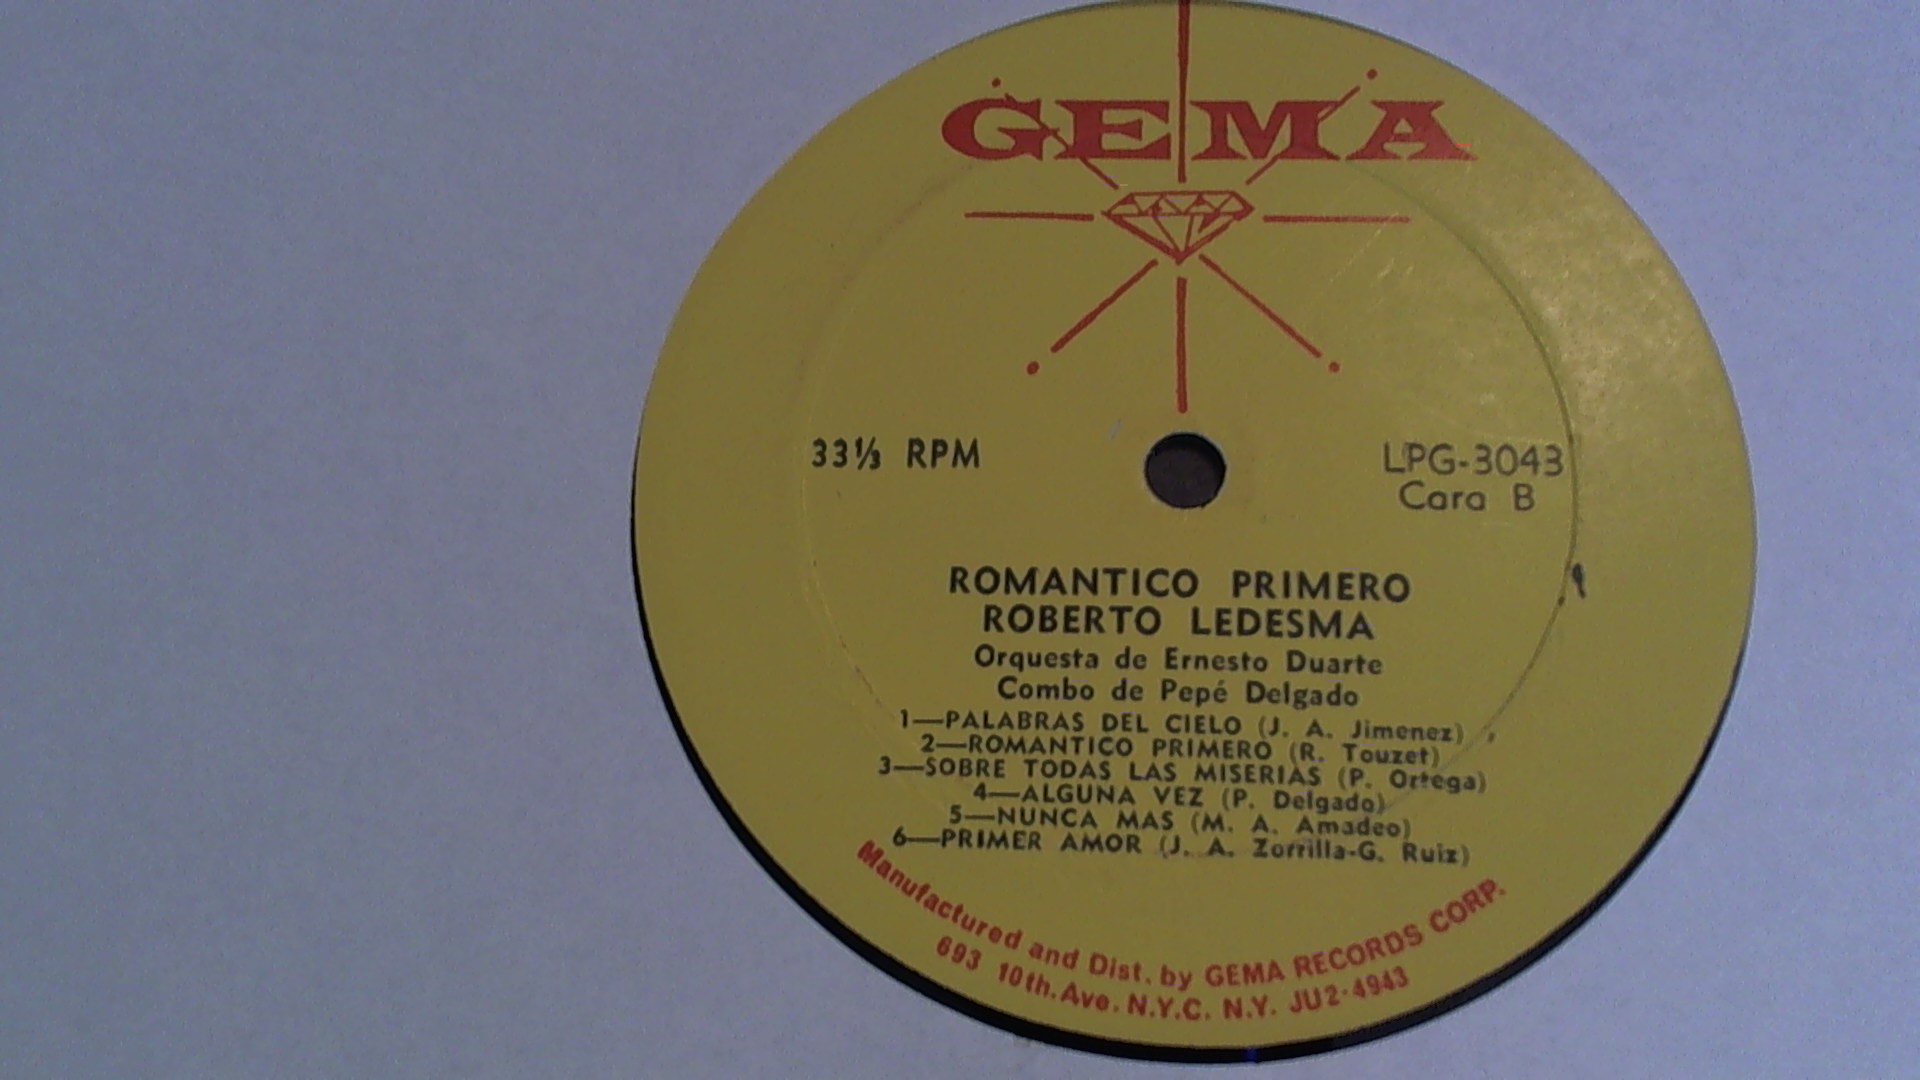 GEMA
33⅓ RPM
LPG-3043
Cara B
ROMANTICO PRIMERO
ROBERTO LEDESMA
Orquesta de Ernesto Duarte
Combo de Pepé Delgado
1—PALABRAS DEL CIELO (J. A. Jimenez)
2—ROMANTICO PRIMERO (R. Touzet)
3—SOBRE TODAS LAS MISERIAS (P. Ortega)
4—ALGUNA VEZ (P. Delgado)
5—NUNCA MAS (M. A. Amadeo)
6—PRIMER AMOR (J. A. Zorrilla-G. Ruiz)
Manufactured and Dist. by GEMA RECORDS CORP.
693 10th. Ave. N.Y.C. N.Y. JU2-4943